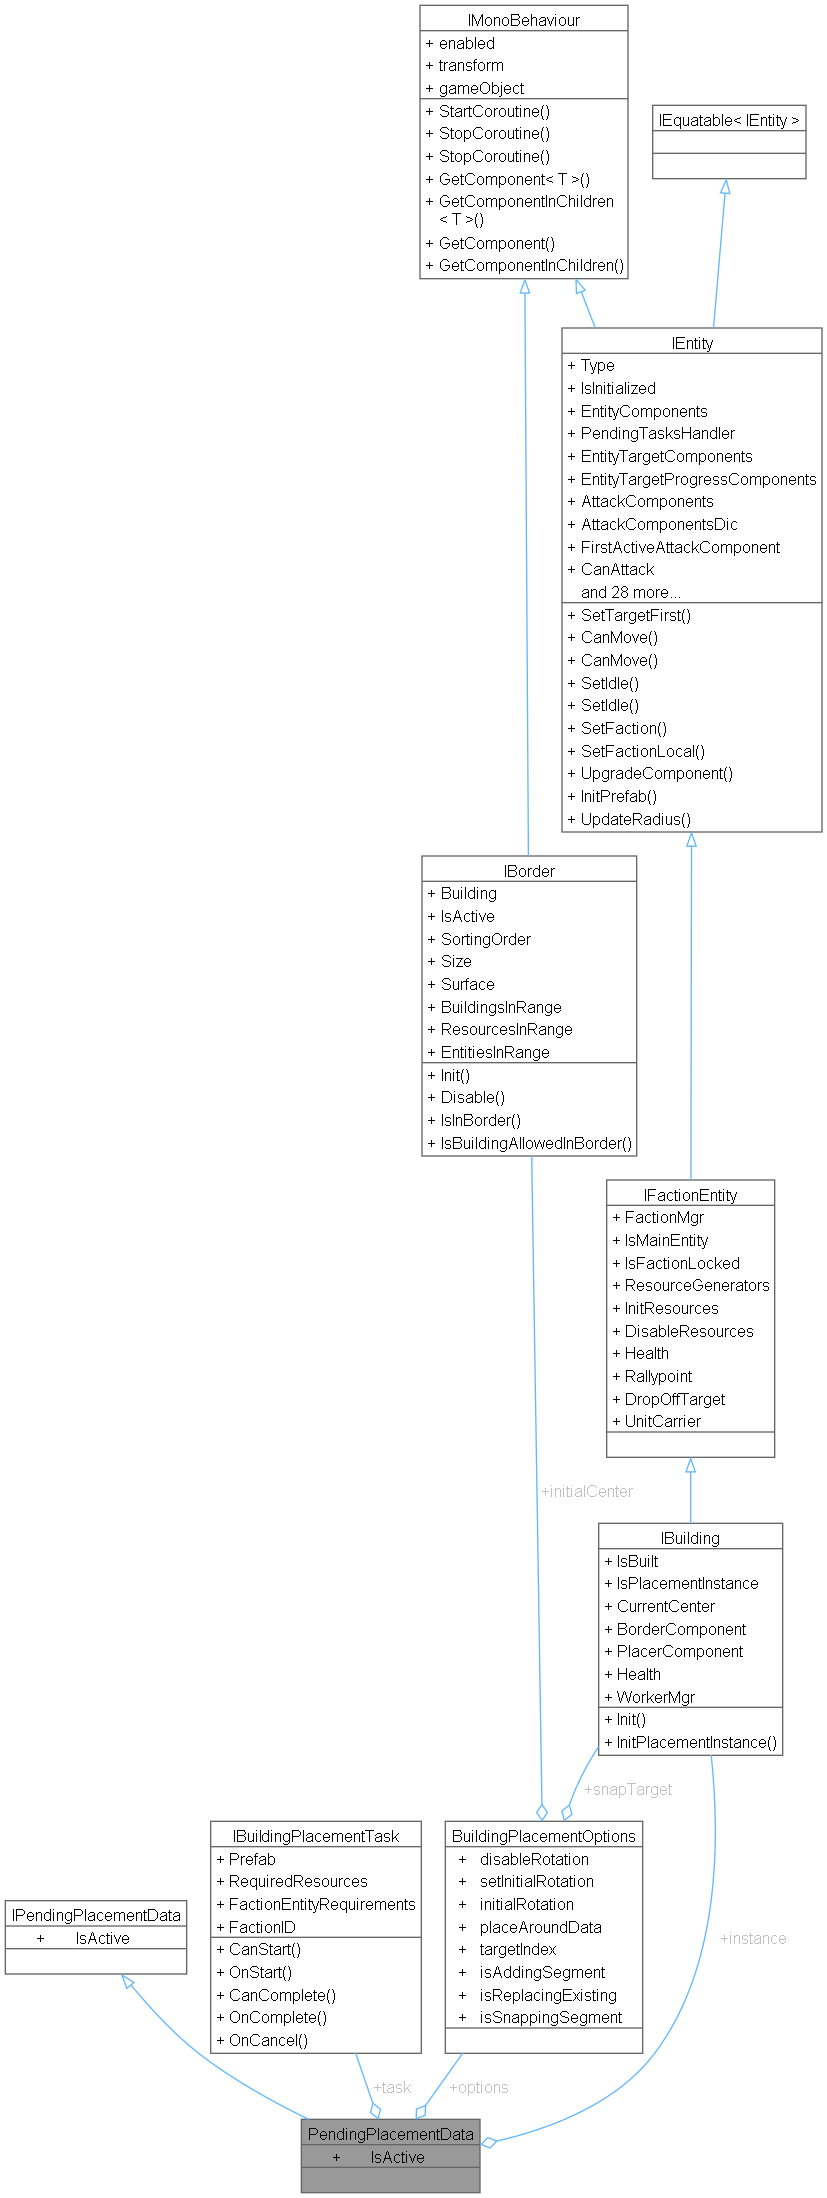 IMonoBehaviour
+ enabled
+ transform
+ gameObject
+ StartCoroutine()
+ StopCoroutine()
+ StopCoroutine()
+ GetComponent< T >()
+ GetComponentInChildren
< T >()
+ GetComponent()
+ GetComponentInChildren()
IEquatable< IEntity >
IEntity
+ Type
+ IsInitialized
+ EntityComponents
+ PendingTasksHandler
+ EntityTargetComponents
+ EntityTargetProgressComponents
+ AttackComponents
+ AttackComponentsDic
+ FirstActiveAttackComponent
+ CanAttack
and 28 more...
+ SetTargetFirst()
+ CanMove()
+ CanMove()
+ SetIdle()
+ SetIdle()
+ SetFaction()
+ SetFactionLocal()
+ UpgradeComponent()
+ InitPrefab()
+ UpdateRadius()
IBorder
+ Building
+ IsActive
+ SortingOrder
+ Size
+ Surface
+ BuildingsInRange
+ ResourcesInRange
+ EntitiesInRange
+ Init()
+ Disable()
+ IsInBorder()
+ IsBuildingAllowedInBorder()
IFactionEntity
+ FactionMgr
+ IsMainEntity
+ IsFactionLocked
+ ResourceGenerators
+ InitResources
+ DisableResources
+ Health
+ Rallypoint
+ DropOffTarget
+ UnitCarrier
+initialCenter
IBuilding
+ IsBuilt
+ IsPlacementInstance
+ CurrentCenter
+ BorderComponent
+ PlacerComponent
+ Health
+ WorkerMgr
+ Init()
+ InitPlacementInstance()
+snapTarget
IBuildingPlacementTask
+ Prefab
+ RequiredResources
+ FactionEntityRequirements
+ FactionID
+ CanStart()
+ OnStart()
+ CanComplete()
+ OnComplete()
+ OnCancel()
BuildingPlacementOptions
+ disableRotation
+ setInitialRotation
+ initialRotation
+ placeAroundData
+ targetIndex
+ isAddingSegment
+ isReplacingExisting
+ isSnappingSegment
IPendingPlacementData
+ IsActive
+instance
+task
+options
PendingPlacementData
+ IsActive